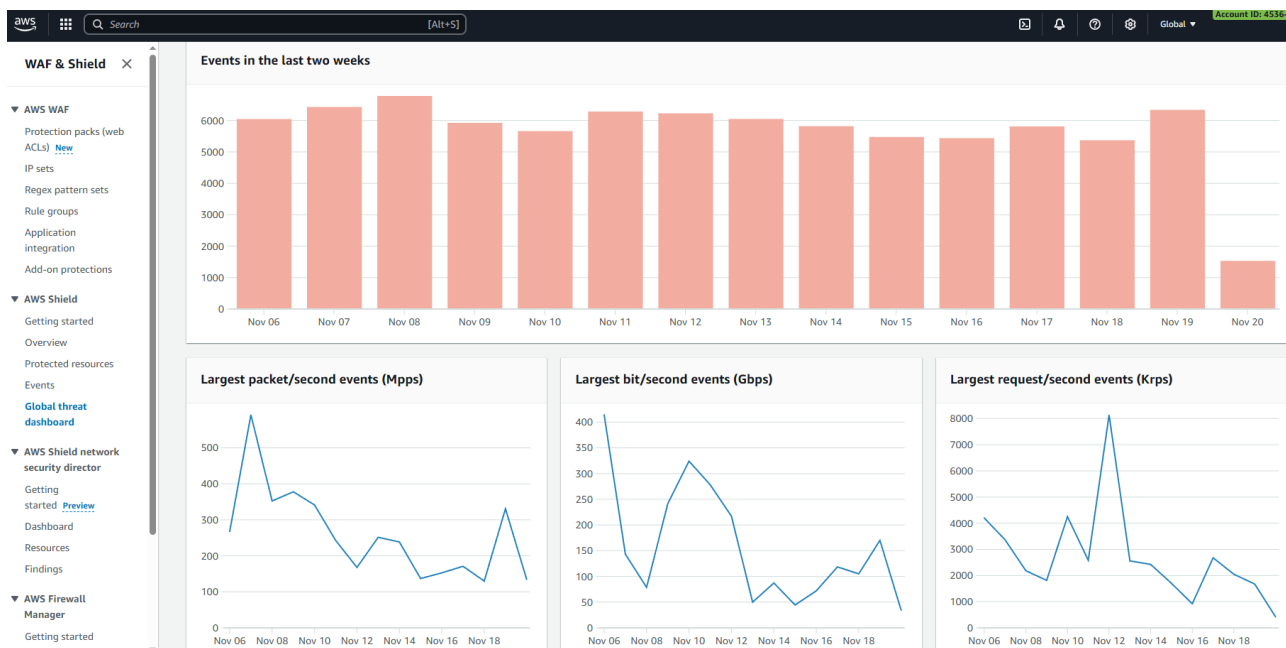 aws
Search
[Alt+S]
Global ▼
Account ID: 4536-
WAF & Shield
AWS WAF
Protection packs (web
ACLs) New
IP sets
Regex pattern sets
Rule groups
Application
integration
Add-on protections
AWS Shield
Getting started
Overview
Protected resources
Events
Global threat
dashboard
AWS Shield network
security director
Getting
started Preview
Dashboard
Resources
Findings
AWS Firewall
Manager
Getting started
Events in the last two weeks
6000
5000
4000
3000
2000
1000
0
Nov 06 Nov 07 Nov 08 Nov 09 Nov 10 Nov 11 Nov 12 Nov 13 Nov 14 Nov 15 Nov 16 Nov 17 Nov 18 Nov 19 Nov 20
Largest packet/second events (Mpps)
500
400
300
200
100
0
Nov 06 Nov 08 Nov 10 Nov 12 Nov 14 Nov 16 Nov 18
Largest bit/second events (Gbps)
400
350
300
250
200
150
100
50
0
Nov 06 Nov 08 Nov 10 Nov 12 Nov 14 Nov 16 Nov 18
Largest request/second events (Krps)
8000
7000
6000
5000
4000
3000
2000
1000
0
Nov 06 Nov 08 Nov 10 Nov 12 Nov 14 Nov 16 Nov 18